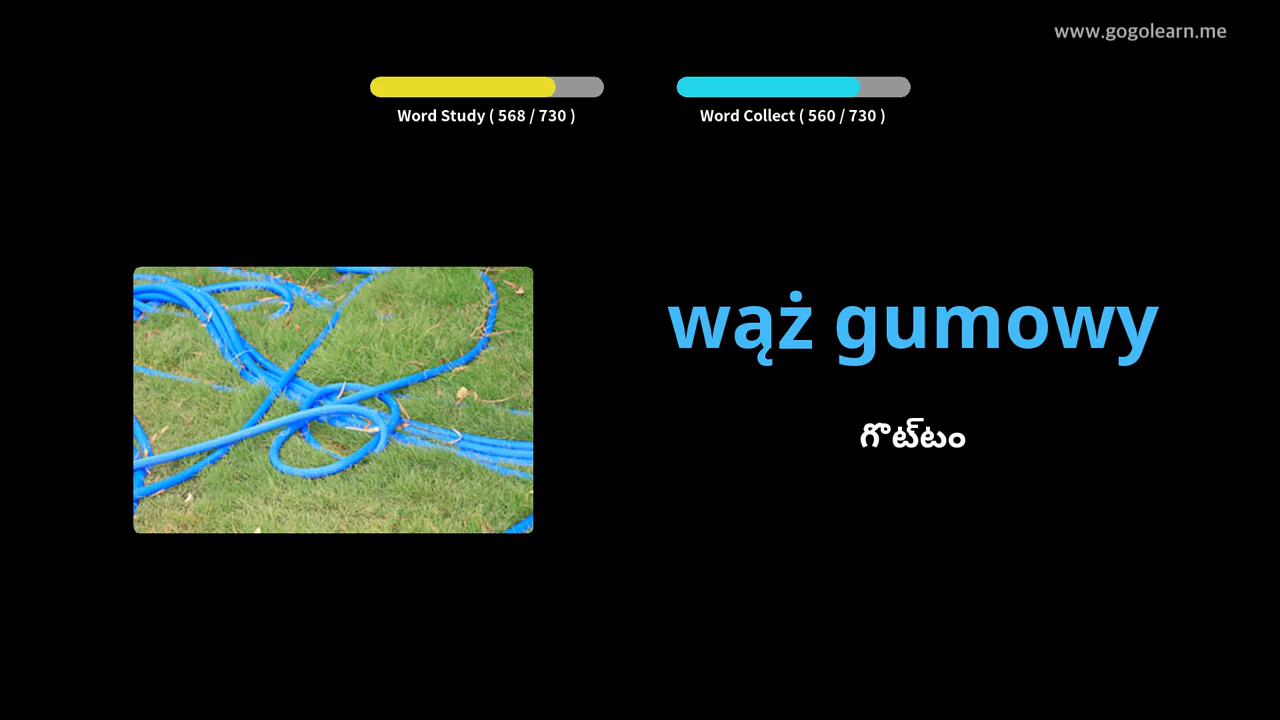 www.gogolearn.me
Word Study ( 568 / 730 )
Word Collect ( 560 / 730 )
wąż gumowy
గొట్‌టం